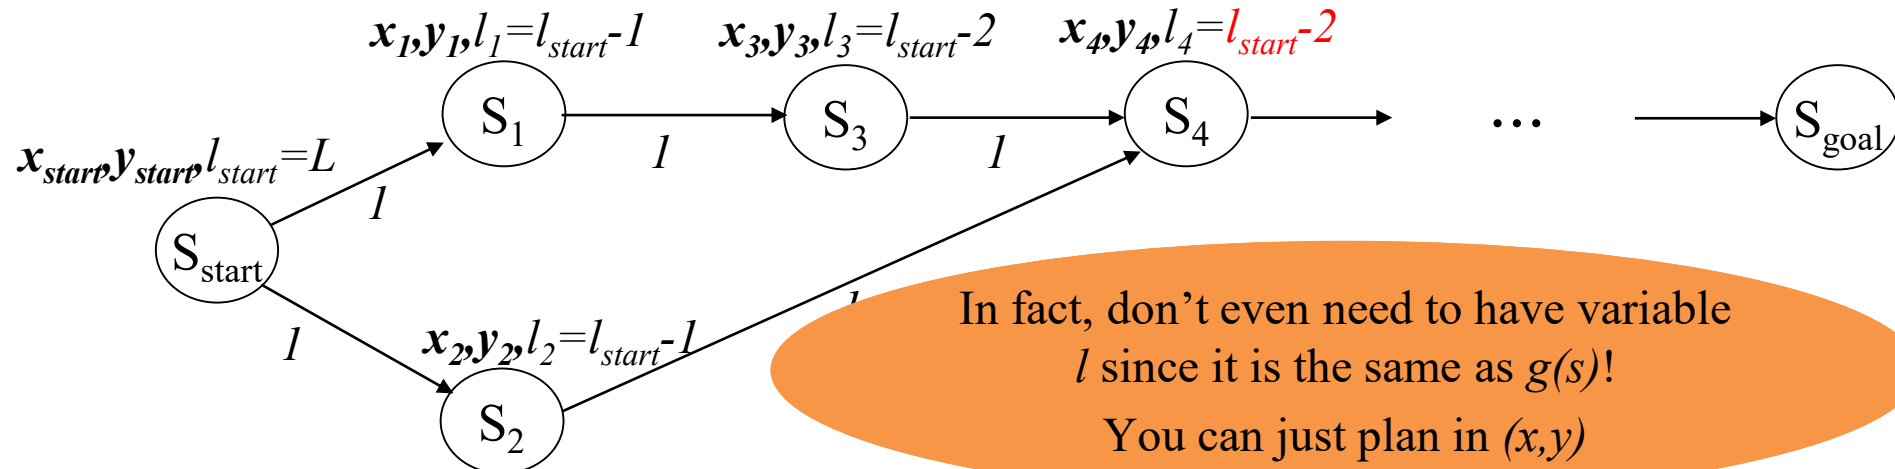 x1,y1,l1=lstart-1
x3,y3,l3=lstart-2
x4,y4,l4=lstart-2
S1
S3
S4
...
Sgoal
1
1
xstart,ystart,lstart=L
1
Sstart
1
x2,y2,l2=lstart-1
S2
In fact, don’t even need to have variable
l since it is the same as g(s)!
You can just plan in (x,y)